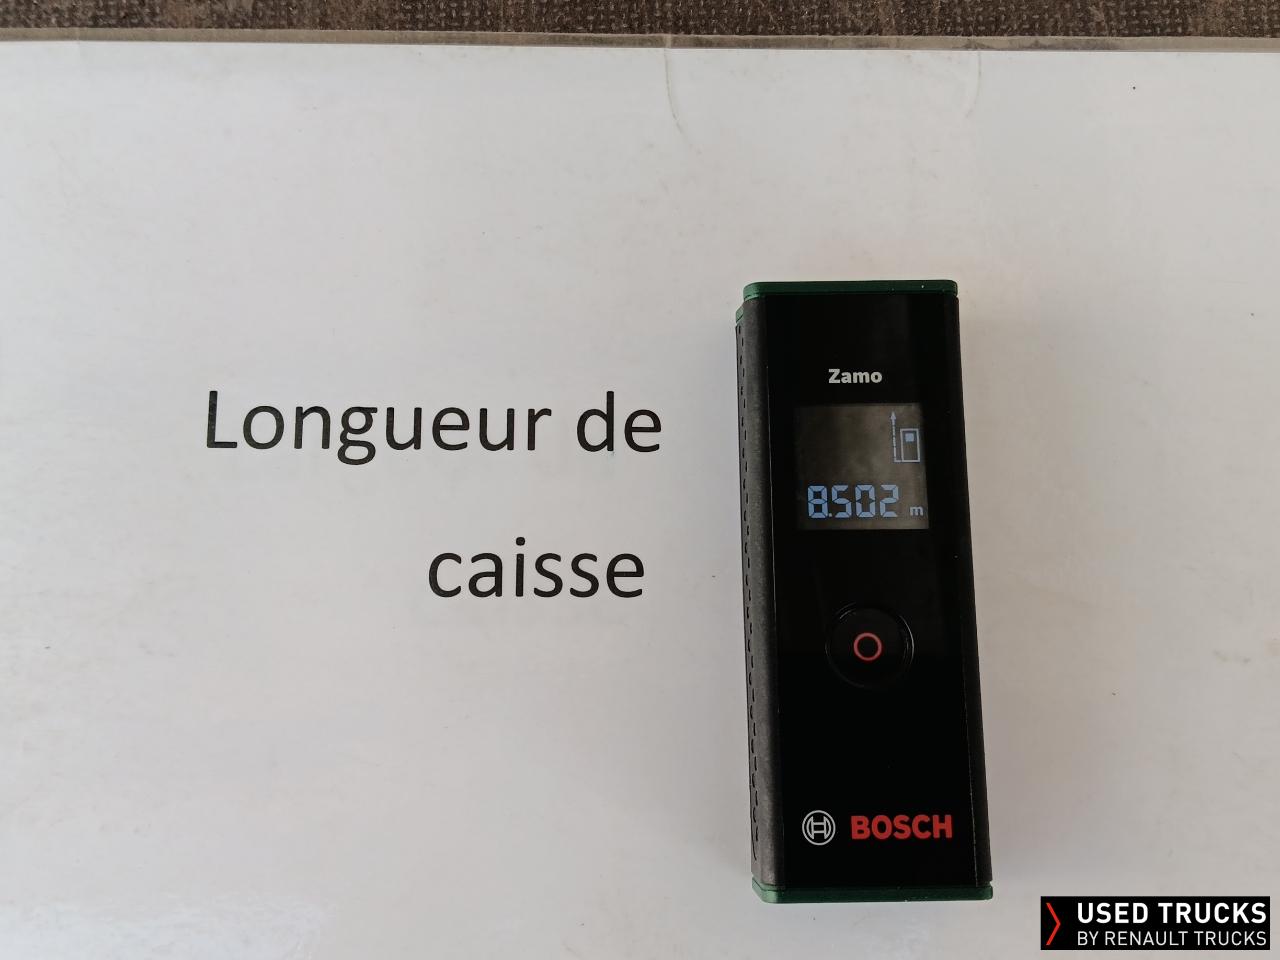 Longueur de
caisse
Zamo
8.502 m
BOSCH
USED TRUCKS
BY RENAULT TRUCKS